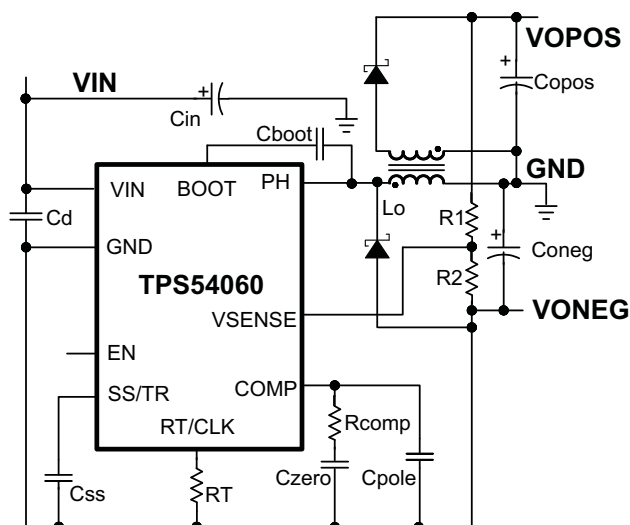 VOPOS
VIN
+
Copos
+
Cin
Cboot
GND
VIN
BOOT
PH
Lo
R1
Cd
GND
+
Coneg
TPS54060
R2
VSENSE
VONEG
EN
SS/TR
COMP
RT/CLK
Rcomp
Css
RT
Czero
Cpole